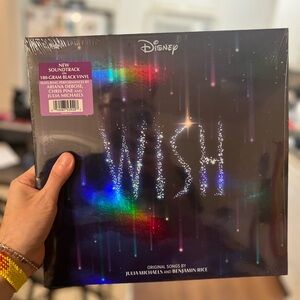 Disney
NEW
SOUNDTRACK
ON
180-GRAM BLACK VINYL
ARIANA DEBOSE,
CHRIS PINE AND
JULIA MICHAELS
WISH
ORIGINAL SONGS BY
JULIA MICHAELS AND BENJAMIN RICE